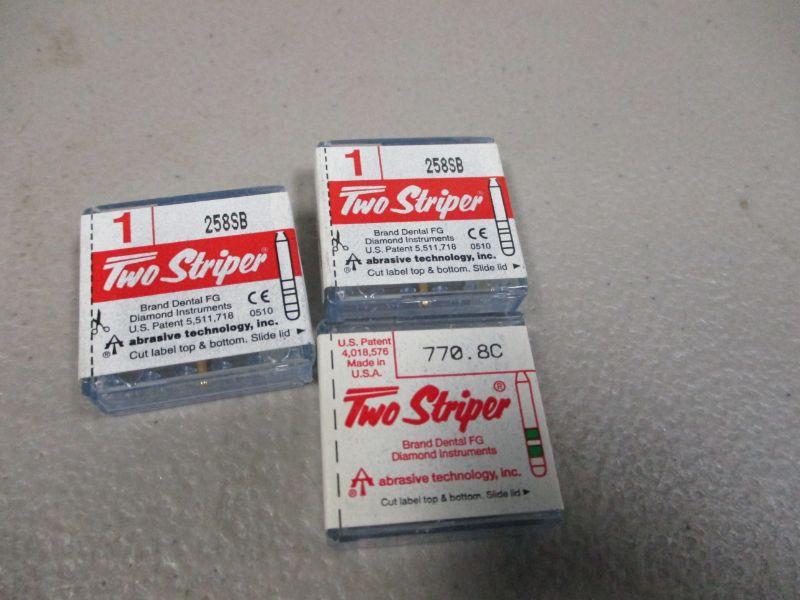 1
258SB
Two Striper®
Brand Dental FG
Diamond Instruments
U.S. Patent 5,511,718
CE
0510
abrasive technology, inc.
®
Cut label top & bottom. Slide lid ▶
1
258SB
Two Striper®
Brand Dental FG
Diamond Instruments
U.S. Patent 5,511,718
CE
0510
abrasive technology, inc.
®
Cut label top & bottom. Slide lid ▶
U.S. Patent
4,018,576
Made in
U.S.A.
770.8C
Two Striper®
Brand Dental FG
Diamond Instruments
abrasive technology, inc.
®
Cut label top & bottom. Slide lid ▶